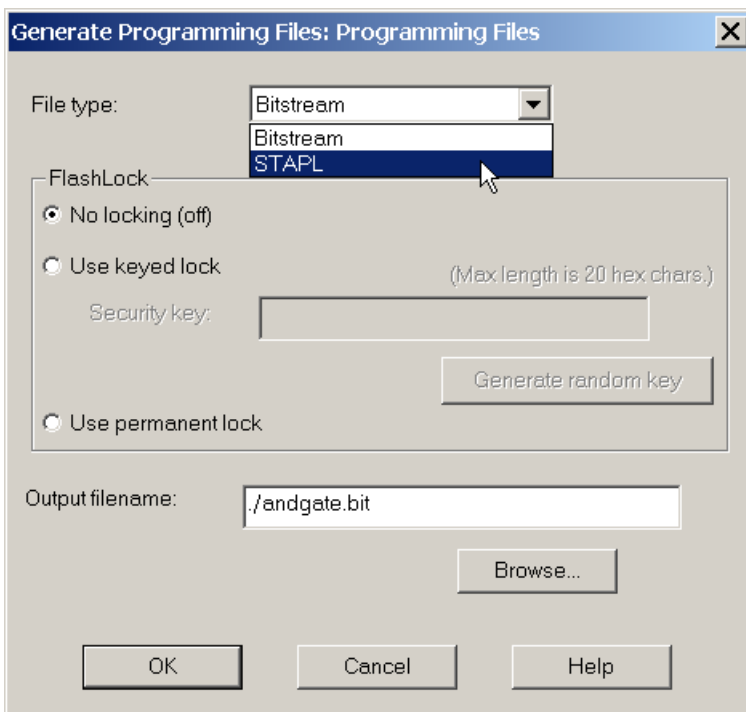 Generate Programming Files: Programming Files
File type:
Bitstream
Bitstream
STAPL
FlashLock
No locking (off)
Use keyed lock
(Max length is 20 hex chars.)
Security key:
Generate random key
Use permanent lock
Output filename:
./andgate.bit
Browse...
OK
Cancel
Help